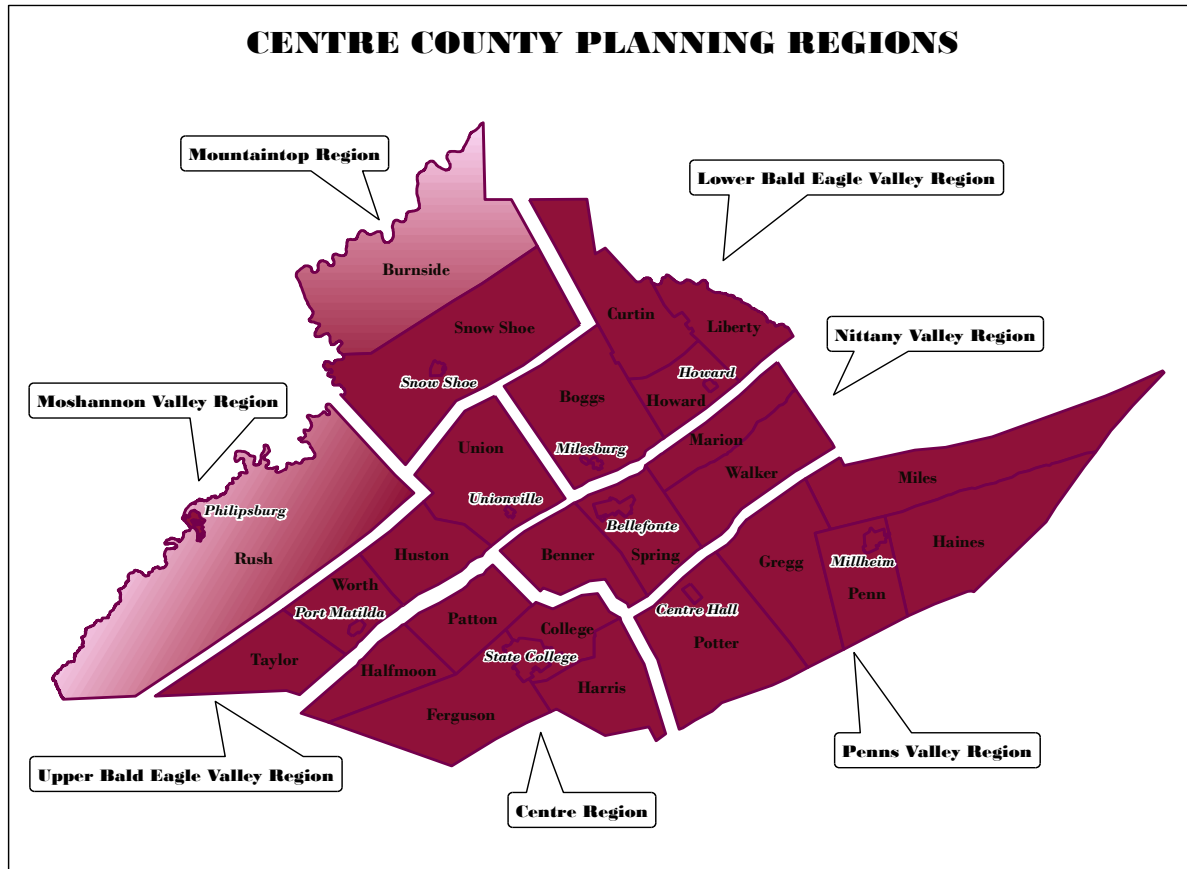 CENTRE COUNTY PLANNING REGIONS
Mountaintop Region
Lower Bald Eagle Valley Region
Burnside
Snow Shoe
Curtin
Liberty
Nittany Valley Region
Snow Shoe
Howard
Moshannon Valley Region
Boggs
Howard
Union
Milesburg
Marion
Walker
Miles
Unionville
Philipsburg
Bellefonte
Rush
Huston
Benner
Spring
Gregg
Millheim
Haines
Worth
Port Matilda
Centre Hall
Penn
Patton
College
Potter
Taylor
Halfmoon
State College
Harris
Ferguson
Upper Bald Eagle Valley Region
Centre Region
Penns Valley Region